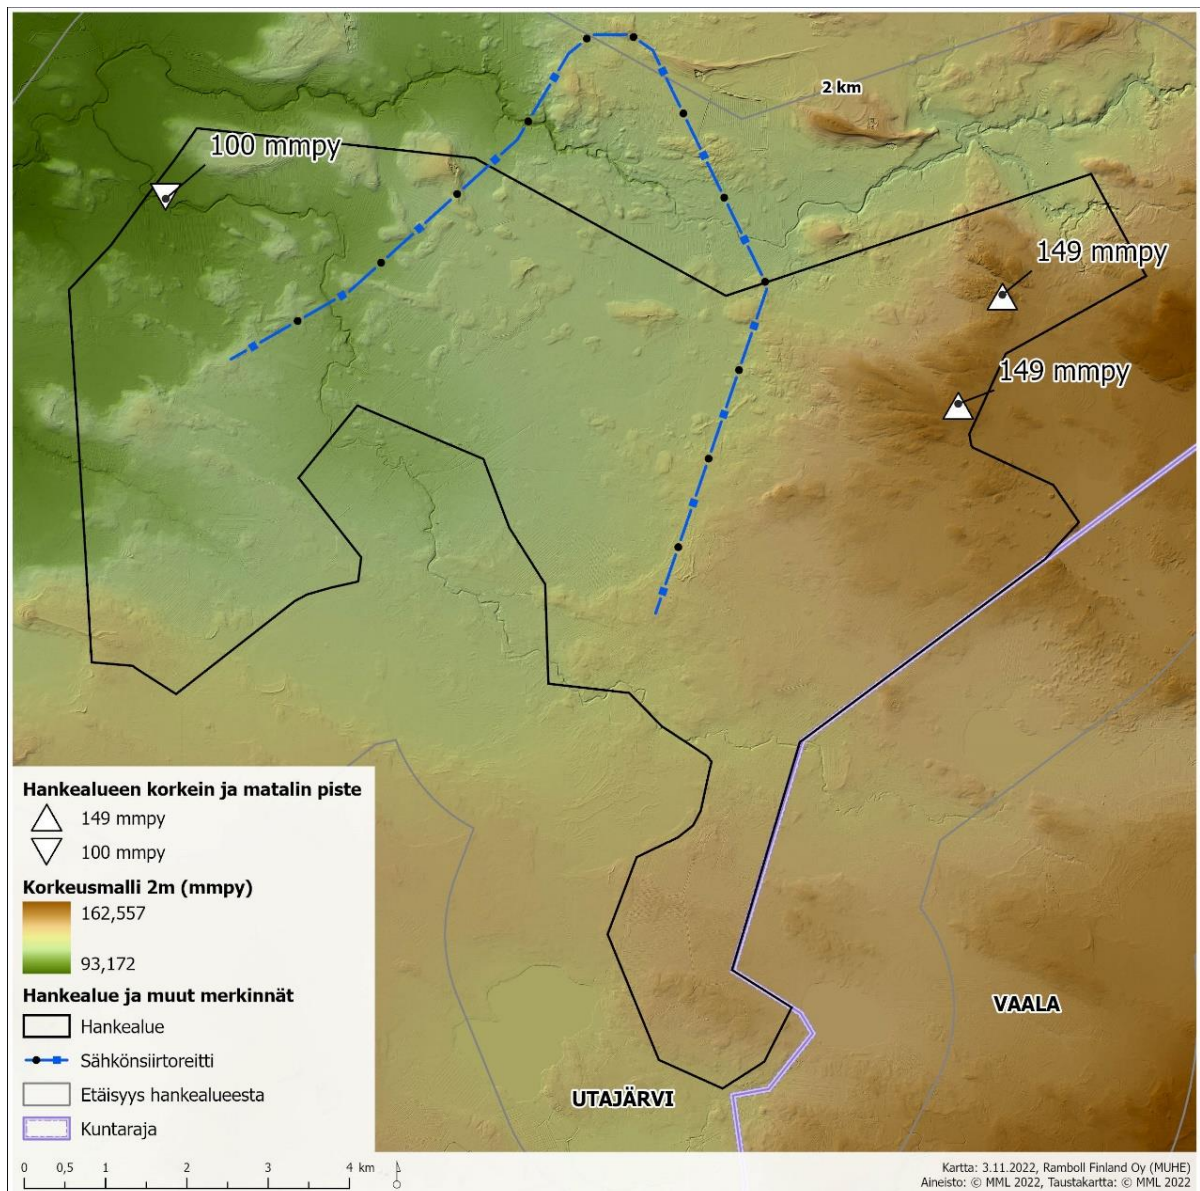 2 km
100 mmpy
149 mmpy
149 mmpy
Hankealueen korkein ja matalin piste
149 mmpy
100 mmpy
Korkeusmalli 2m (mmpy)
162,557
93,172
Hankealue ja muut merkinnät
Hankealue
Sähkönsiirtoreitti
Etäisyys hankealueesta
Kuntaraja
VAALA
UTAJÄRVI
0 0,5 1 2 3 4 km
Kartta: 3.11.2022, Ramboll Finland Oy (MUHE)
Aineisto: © MML 2022, Taustakartta: © MML 2022